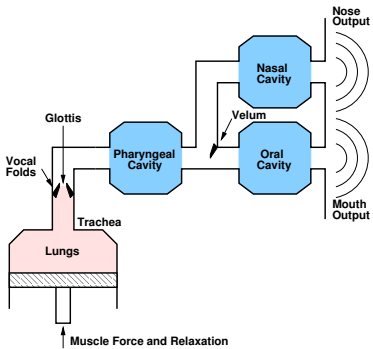 Nose
Output
Nasal
Cavity
Glottis
Velum
Vocal
Folds
Pharyngeal
Cavity
Oral
Cavity
Mouth
Output
Trachea
Lungs
Muscle Force and Relaxation